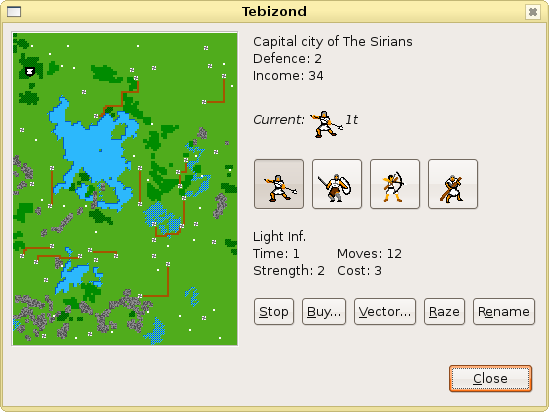 Tebizond
Capital city of The Sirians
Defence: 2
Income: 34
Current: 1t
Light Inf.
Time: 1 Moves: 12
Strength: 2 Cost: 3
Stop Buy... Vector... Raze Rename
Close